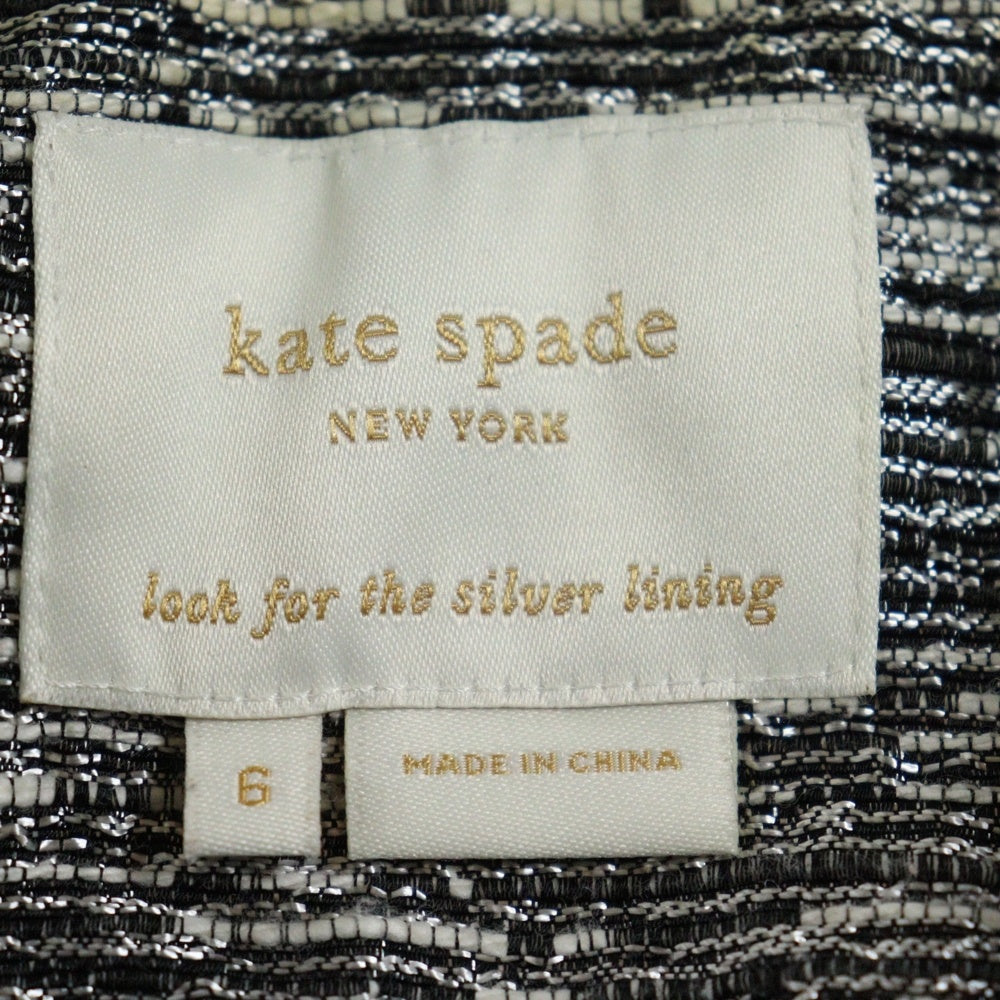 kate spade
NEW YORK
look for the silver lining
6
MADE IN CHINA